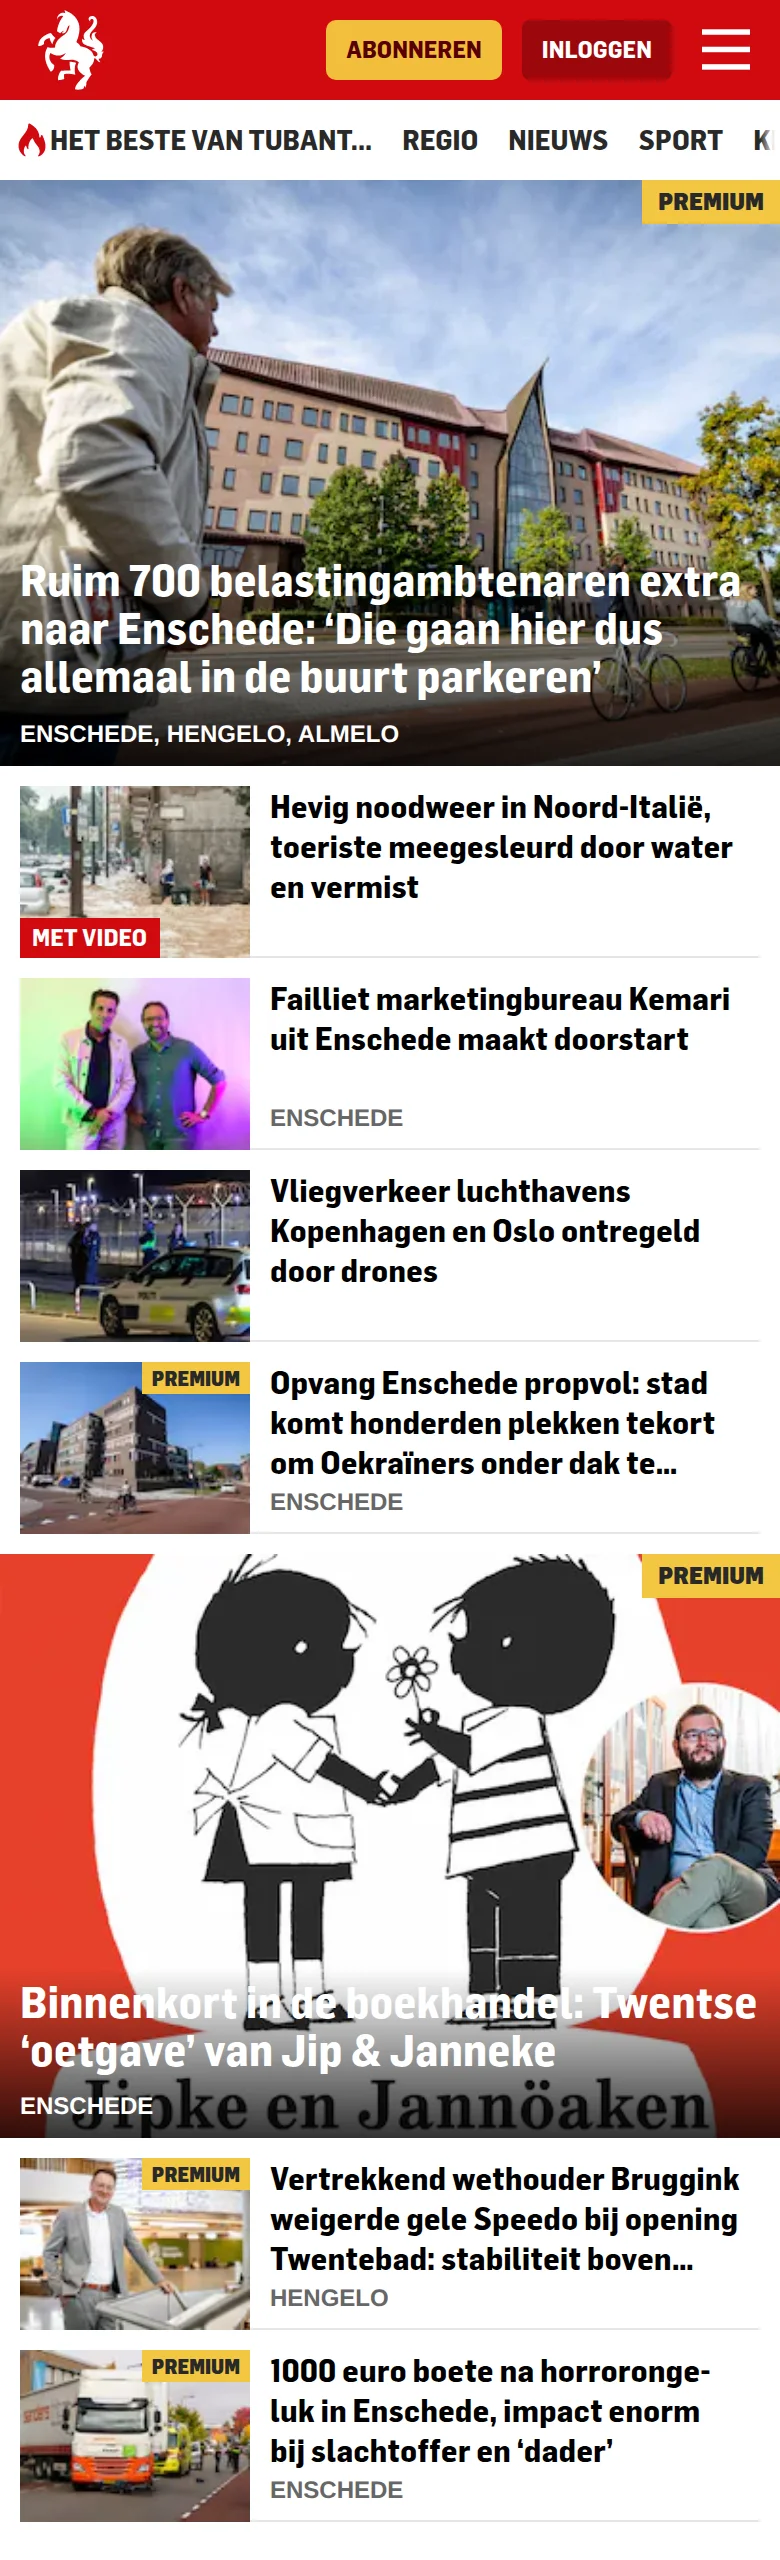 ABONNEREN
INLOGGEN
HET BESTE VAN TUBANT...
REGIO
NIEUWS
SPORT
K
PREMIUM
Ruim 700 belastingambtenaren extra
naar Enschede: ‘Die gaan hier dus
allemaal in de buurt parkeren’
ENSCHEDE, HENGELO, ALMELO
MET VIDEO
Hevig noodweer in Noord-Italië,
toeriste meegesleurd door water
en vermist
Failliet marketingbureau Kemari
uit Enschede maakt doorstart
ENSCHEDE
Vliegverkeer luchthavens
Kopenhagen en Oslo ontregeld
door drones
PREMIUM
Opvang Enschede propvol: stad
komt honderden plekken tekort
om Oekraïners onder dak te...
ENSCHEDE
PREMIUM
Binnenkort in de boekhandel: Twentse
‘oetgave’ van Jip & Janneke
ENSCHEDE
Jipke en Jannöaken
PREMIUM
Vertrekkend wethouder Bruggink
weigerde gele Speedo bij opening
Twentebad: stabiliteit boven...
HENGELO
PREMIUM
1000 euro boete na horroronge-
luk in Enschede, impact enorm
bij slachtoffer en ‘dader’
ENSCHEDE